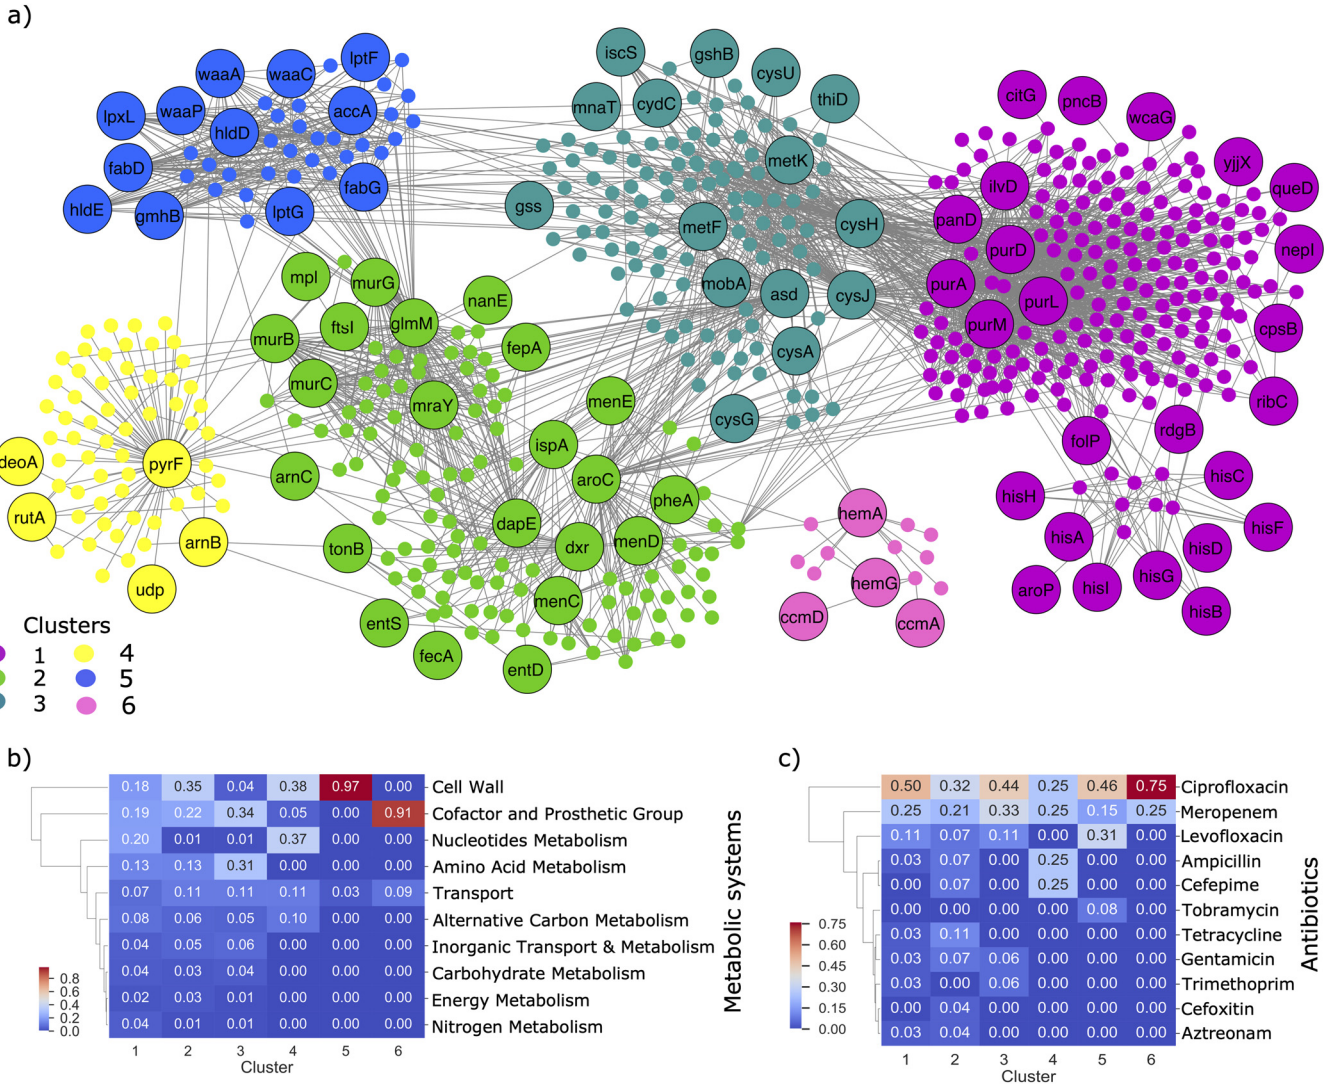 a)
iscS
gshB
lptF
waaA
waaC
cysU
citG
pncB
mnaT
cydC
thiD
lpxL
waaP
accA
wcaG
hldD
metK
yjjX
fabD
ilvD
queD
fabG
hldE
gmhB
lptG
gss
metF
cysH
panD
purD
nepI
mpl
murG
mobA
asd
cysJ
purA
purL
nanE
murB
ftsI
glmM
purM
cpsB
fepA
cysA
murC
mraY
menE
cysG
ribC
ispA
folP
rdgB
deoA
pyrF
arnC
aroC
pheA
hisH
hisC
rutA
arnB
dapE
hemA
hisA
hisF
tonB
dxr
menD
hisD
udp
menC
hemG
aroP
hisI
hisG
entS
ccmD
ccmA
hisB
fecA
entD
Clusters
1 4
2 5
3 6
b)
0.18 0.35 0.04 0.38 0.97 0.00 Cell Wall
0.19 0.22 0.34 0.05 0.00 0.91 Cofactor and Prosthetic Group
0.20 0.01 0.01 0.37 0.00 0.00 Nucleotides Metabolism
0.13 0.13 0.31 0.00 0.00 0.00 Amino Acid Metabolism
0.07 0.11 0.11 0.11 0.03 0.09 Transport
0.08 0.06 0.05 0.10 0.00 0.00 Alternative Carbon Metabolism
0.04 0.05 0.06 0.00 0.00 0.00 Inorganic Transport & Metabolism
0.04 0.03 0.04 0.00 0.00 0.00 Carbohydrate Metabolism
0.02 0.03 0.01 0.00 0.00 0.00 Energy Metabolism
0.04 0.01 0.01 0.00 0.00 0.00 Nitrogen Metabolism
1 2 3 4 5 6
Cluster
0.8
0.6
0.4
0.2
0.0
Metabolic systems
c)
0.50 0.32 0.44 0.25 0.46 0.75 Ciprofloxacin
0.25 0.21 0.33 0.25 0.15 0.25 Meropenem
0.11 0.07 0.11 0.00 0.31 0.00 Levofloxacin
0.03 0.07 0.00 0.25 0.00 0.00 Ampicillin
0.00 0.07 0.00 0.25 0.00 0.00 Cefepime
0.00 0.00 0.00 0.00 0.08 0.00 Tobramycin
0.03 0.11 0.00 0.00 0.00 0.00 Tetracycline
0.03 0.07 0.06 0.00 0.00 0.00 Gentamicin
0.03 0.00 0.06 0.00 0.00 0.00 Trimethoprim
0.00 0.04 0.00 0.00 0.00 0.00 Cefoxitin
0.03 0.04 0.00 0.00 0.00 0.00 Aztreonam
1 2 3 4 5 6
Cluster
0.75
0.60
0.45
0.30
0.15
0.00
Antibiotics